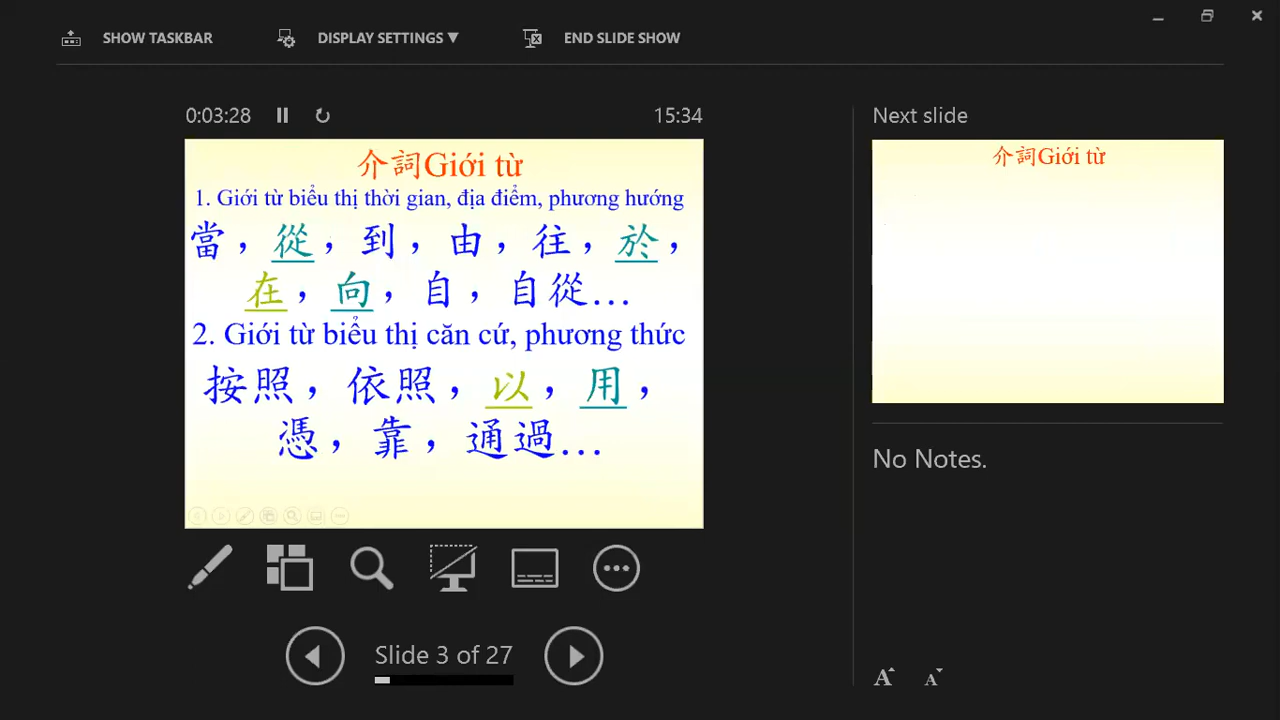 SHOW TASKBAR
DISPLAY SETTINGS ▼
END SLIDE SHOW
0:03:28
15:34
介詞Giới từ
1. Giới từ biểu thị thời gian, địa điểm, phương hướng
當，從，到，由，往，於，
在，向，自，自從…
2. Giới từ biểu thị căn cứ, phương thức
按照，依照，以，用，
憑，靠，通過…
Slide 3 of 27
Next slide
介詞Giới từ
No Notes.
A A